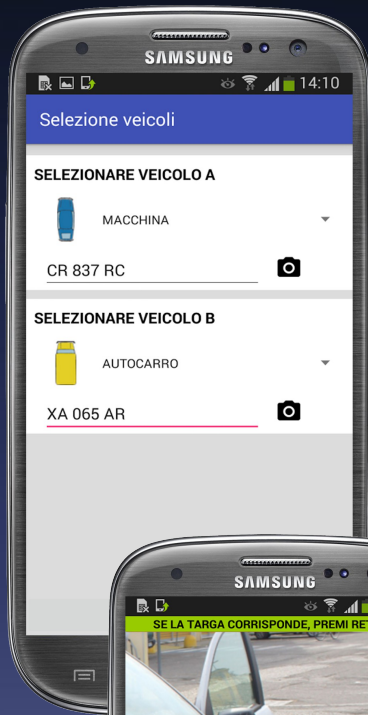 SAMSUNG
14:10
Selezione veicoli
SELEZIONARE VEICOLO A
MACCHINA
CR 837 RC
SELEZIONARE VEICOLO B
AUTOCARRO
XA 065 AR
SAMSUNG
SE LA TARGA CORRISPONDE, PREMI